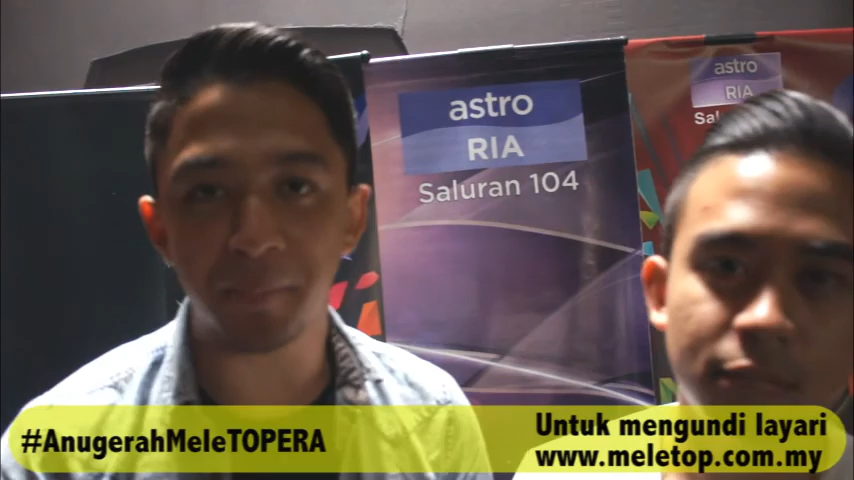 astro
RIA
Saluran 104
astro
RIA
#AnugerahMeleTOPERA
Untuk mengundi layari
www.meletop.com.my